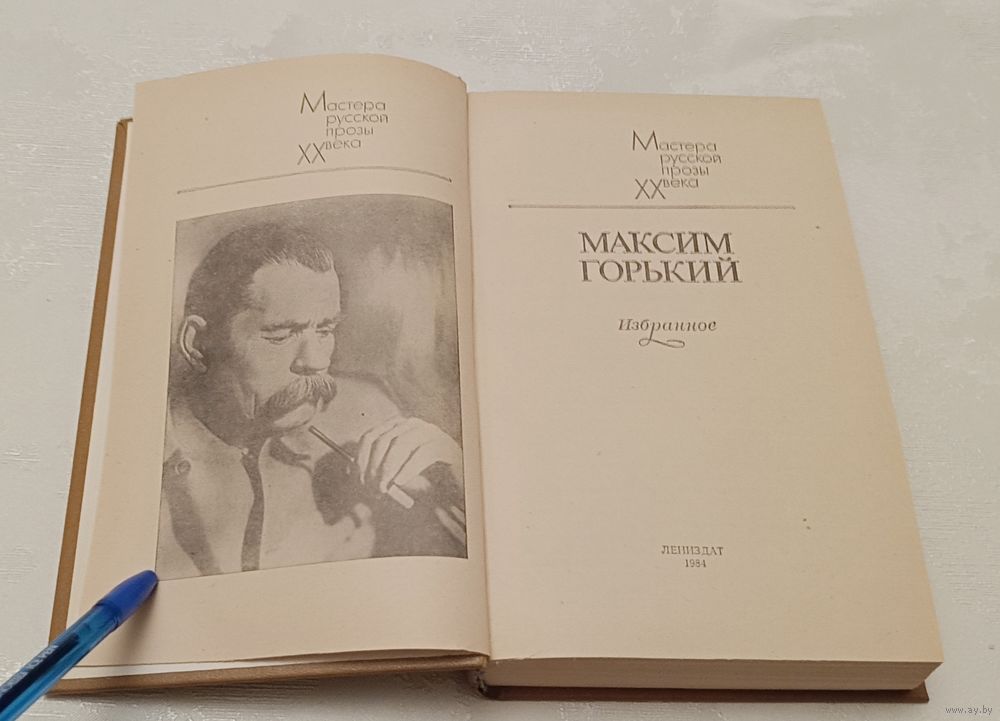 Мастера
русской
прозы
XX века
Мастера
русской
прозы
XX века
МАКСИМ
ГОРЬКИЙ
Избранное
ЛЕНИЗДАТ
1984
www.ay.by